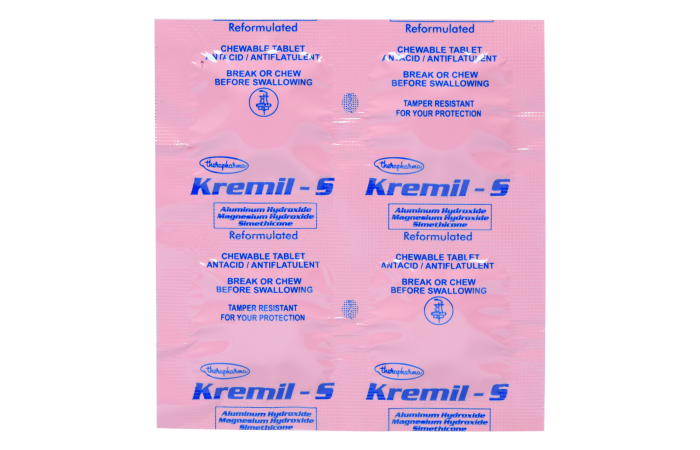 Reformulated
CHEWABLE TABLET
ANTACID / ANTIFLATULENT
BREAK OR CHEW
BEFORE SWALLOWING
Reformulated
CHEWABLE TABLET
ANTACID / ANTIFLATULENT
BREAK OR CHEW
BEFORE SWALLOWING
TAMPER RESISTANT
FOR YOUR PROTECTION
therapharma
Kremil - S
Aluminum Hydroxide
Magnesium Hydroxide
Simethicone
Reformulated
CHEWABLE TABLET
ANTACID / ANTIFLATULENT
BREAK OR CHEW
BEFORE SWALLOWING
TAMPER RESISTANT
FOR YOUR PROTECTION
therapharma
Kremil - S
Aluminum Hydroxide
Magnesium Hydroxide
Simethicone
Reformulated
CHEWABLE TABLET
ANTACID / ANTIFLATULENT
BREAK OR CHEW
BEFORE SWALLOWING
therapharma
Kremil - S
Aluminum Hydroxide
Magnesium Hydroxide
Simethicone
therapharma
Kremil - S
Aluminum Hydroxide
Magnesium Hydroxide
Simethicone